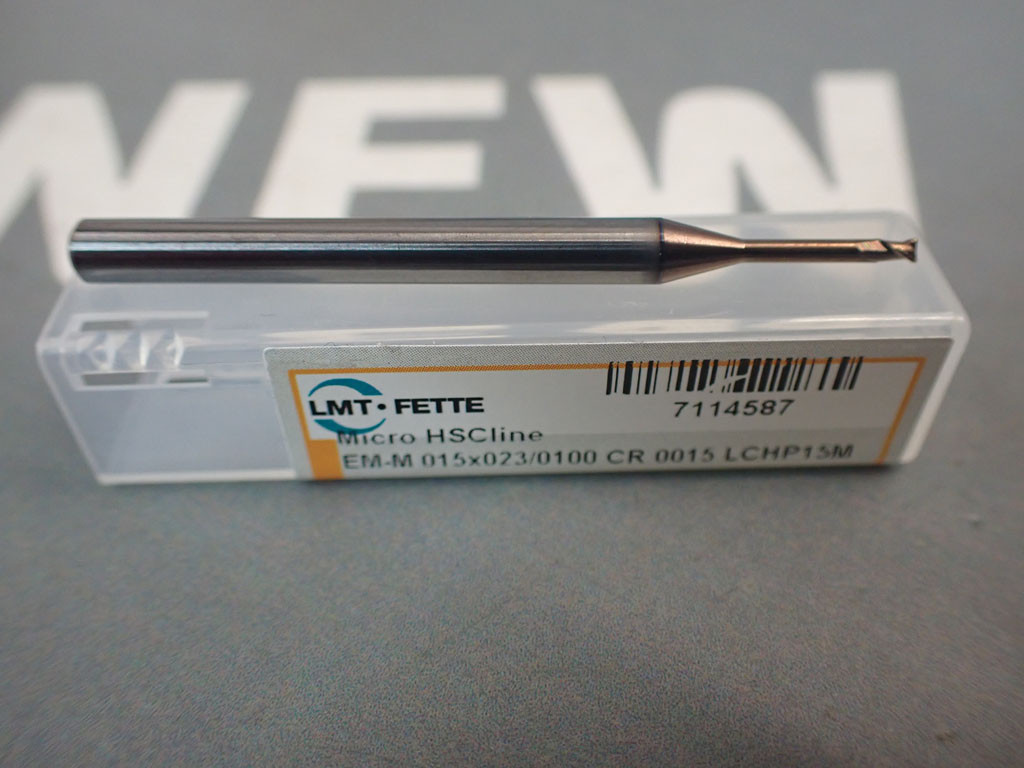 NEW
LMT·FETTE
7114587
Micro HSCline
EM-M 015x023/0100 CR 0015 LCHP15M